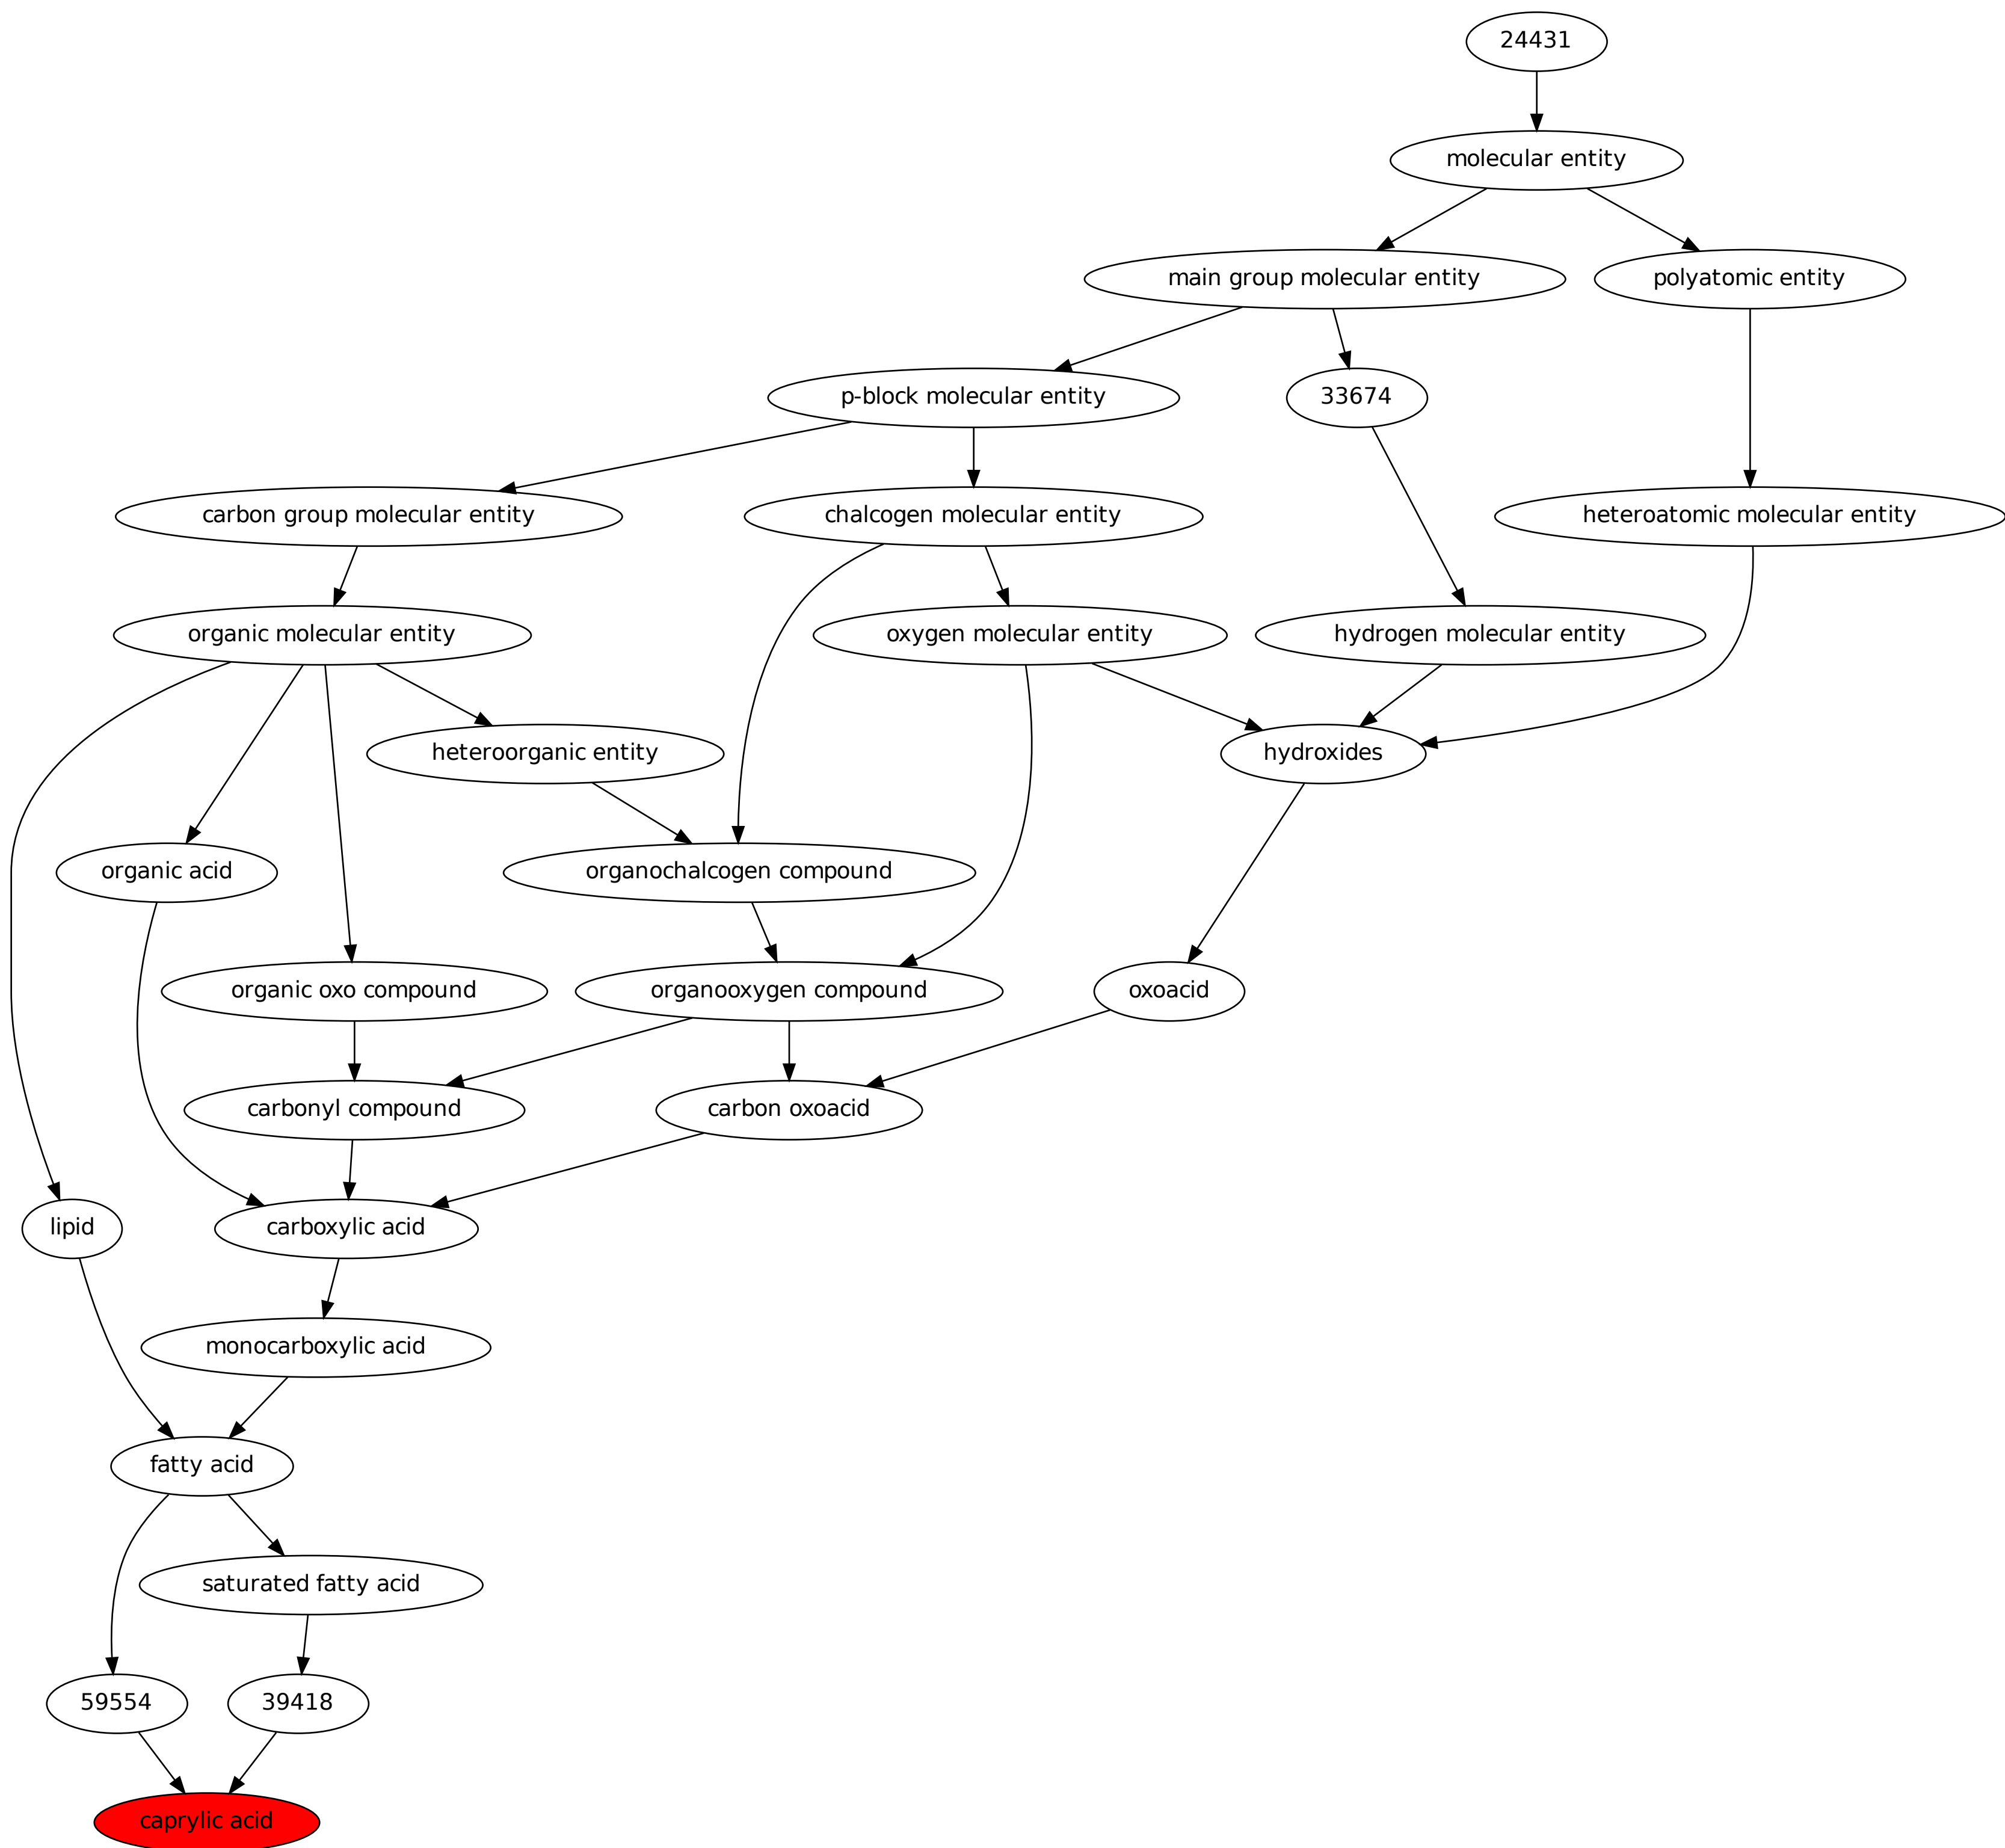 24431
molecular entity
main group molecular entity
polyatomic entity
p-block molecular entity
33674
carbon group molecular entity
chalcogen molecular entity
heteroatomic molecular entity
organic molecular entity
oxygen molecular entity
hydrogen molecular entity
heteroorganic entity
hydroxides
organic acid
organochalcogen compound
organic oxo compound
organooxygen compound
oxoacid
carbonyl compound
carbon oxoacid
lipid
carboxylic acid
monocarboxylic acid
fatty acid
saturated fatty acid
59554
39418
caprylic acid